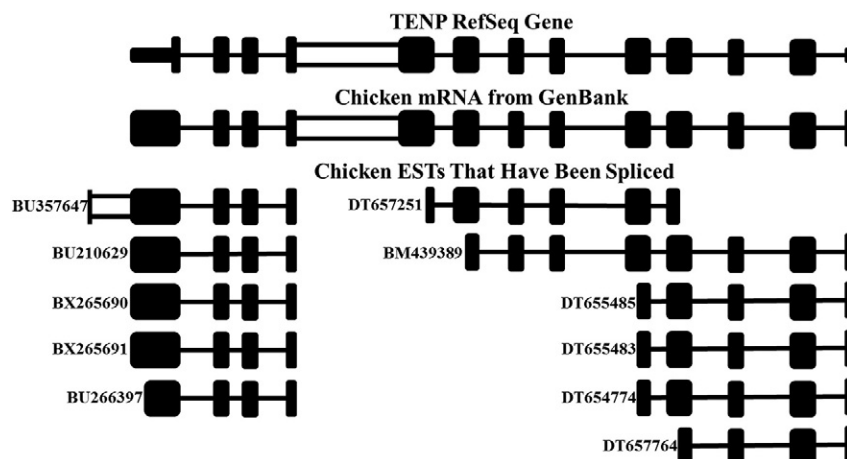 TENP RefSeq Gene
Chicken mRNA from GenBank
Chicken ESTs That Have Been Spliced
BU357647
DT657251
BU210629
BM439389
BX265690
DT655485
BX265691
DT655483
BU266397
DT654774
DT657764